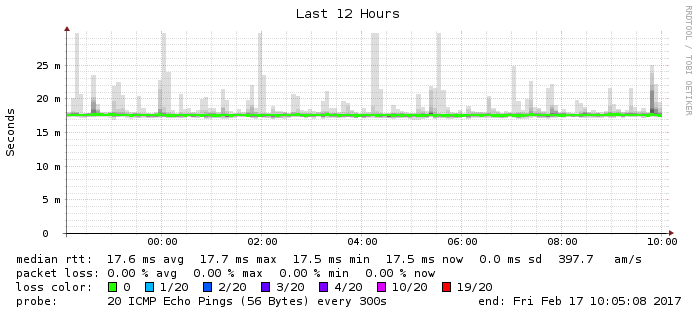 Last 12 Hours
RRDTOOL / TOBI OETIKER
Seconds
25 m
20 m
15 m
10 m
5 m
0
00:00 02:00 04:00 06:00 08:00 10:00
median rtt: 17.6 ms avg 17.7 ms max 17.5 ms min 17.5 ms now 0.0 ms sd 397.7 am/s
packet loss: 0.00 % avg 0.00 % max 0.00 % min 0.00 % now
loss color: 0 1/20 2/20 3/20 4/20 10/20 19/20
probe: 20 ICMP Echo Pings (56 Bytes) every 300s end: Fri Feb 17 10:05:08 2017